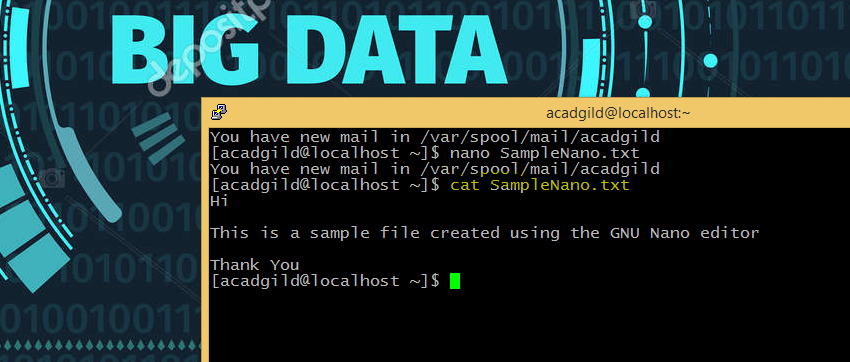 BIG DATA
depositp
acadgild@localhost:~
You have new mail in /var/spool/mail/acadgild
[acadgild@localhost ~]$ nano SampleNano.txt
You have new mail in /var/spool/mail/acadgild
[acadgild@localhost ~]$ cat SampleNano.txt
Hi
This is a sample file created using the GNU Nano editor
Thank You
[acadgild@localhost ~]$